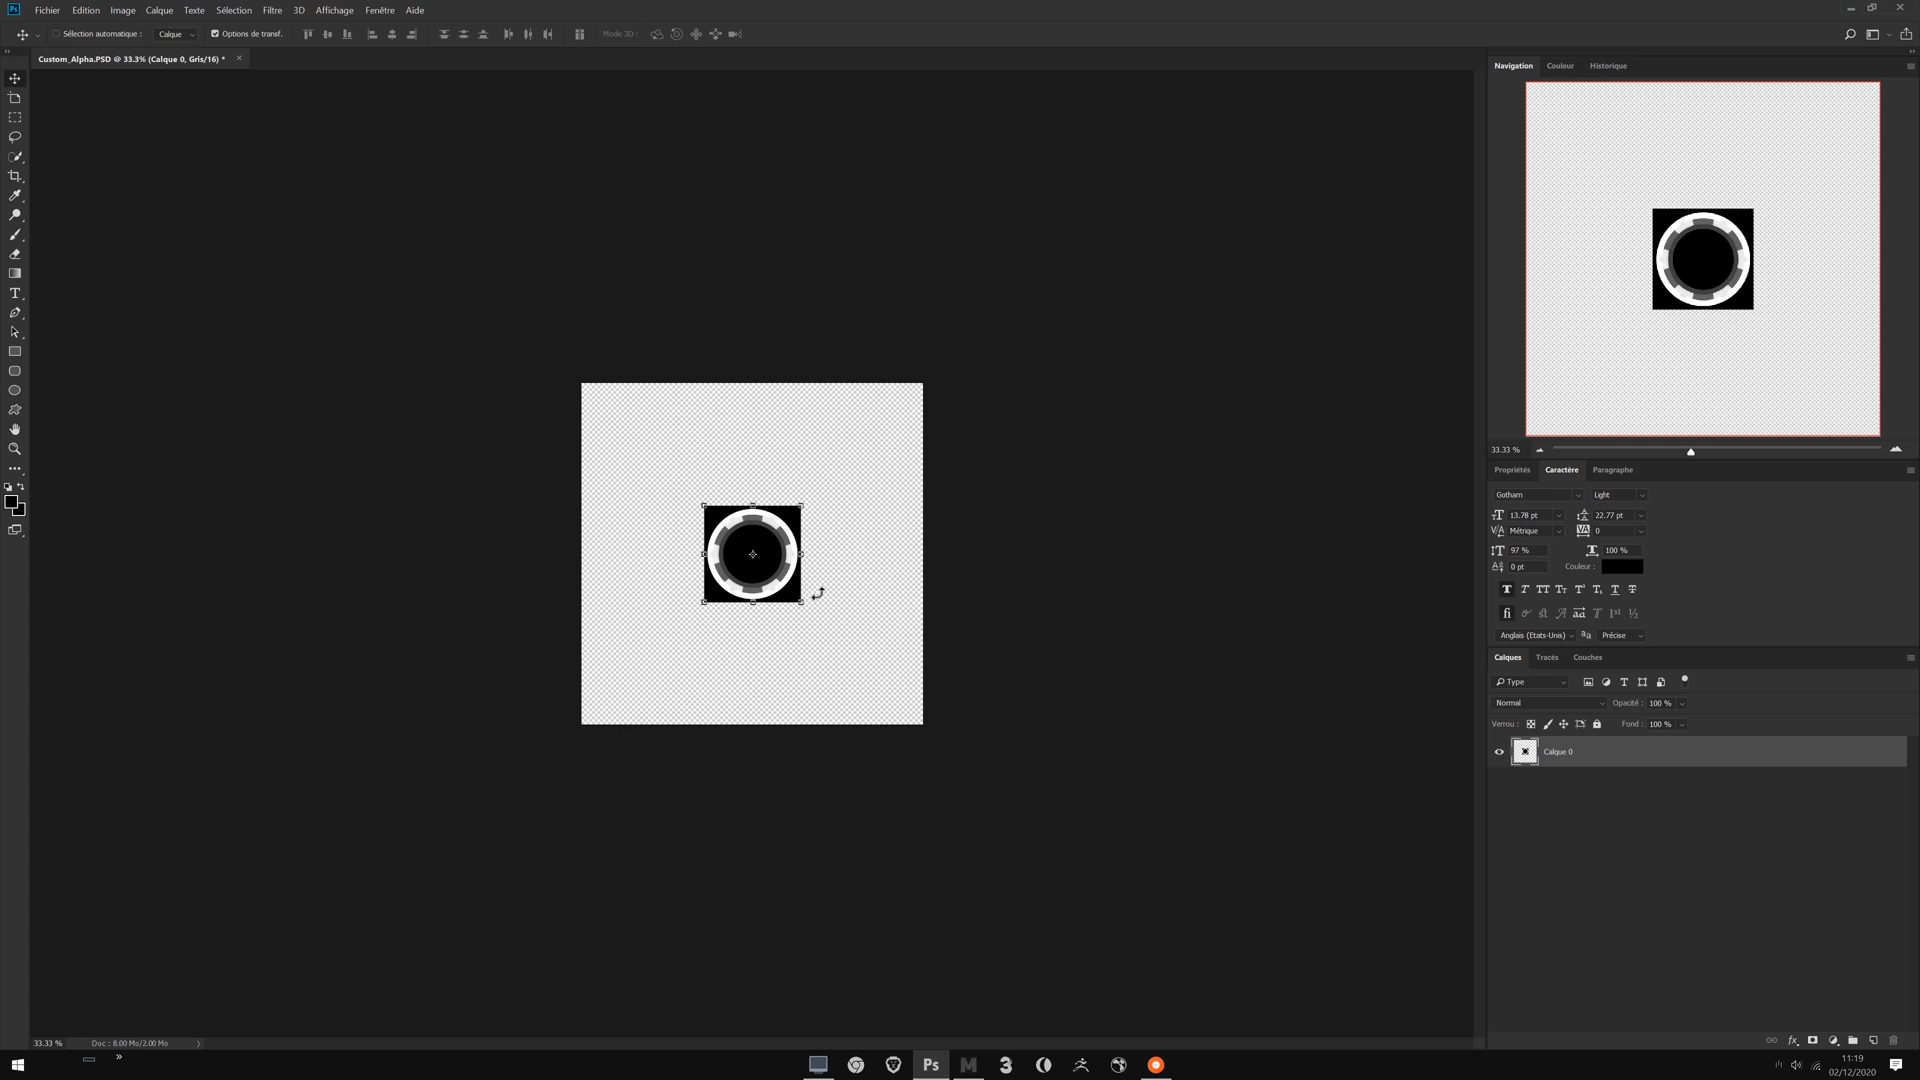 Ps Fichier Edition Image Calque Texte Sélection Filtre 3D Affichage Fenêtre Aide
Sélection automatique : Calque Options de transf. Mode 3D :
Custom_Alpha.PSD @ 33.3% (Calque 0, Gris/16) *
Navigation Couleur Historique
33.33 %
Propriétés Caractère Paragraphe
Gotham Light
13.78 pt 22.77 pt
Métrique 0
97 % 100 %
0 pt Couleur :
Calques Tracés Couches
Anglais (Etats-Unis) aa Précise
Type
Normal Opacité : 100 %
Verrou : Fond : 100 %
Calque 0
33.33 % Doc : 8.00 Mo/2.00 Mo
Ps M 3
11:19
02/12/2020